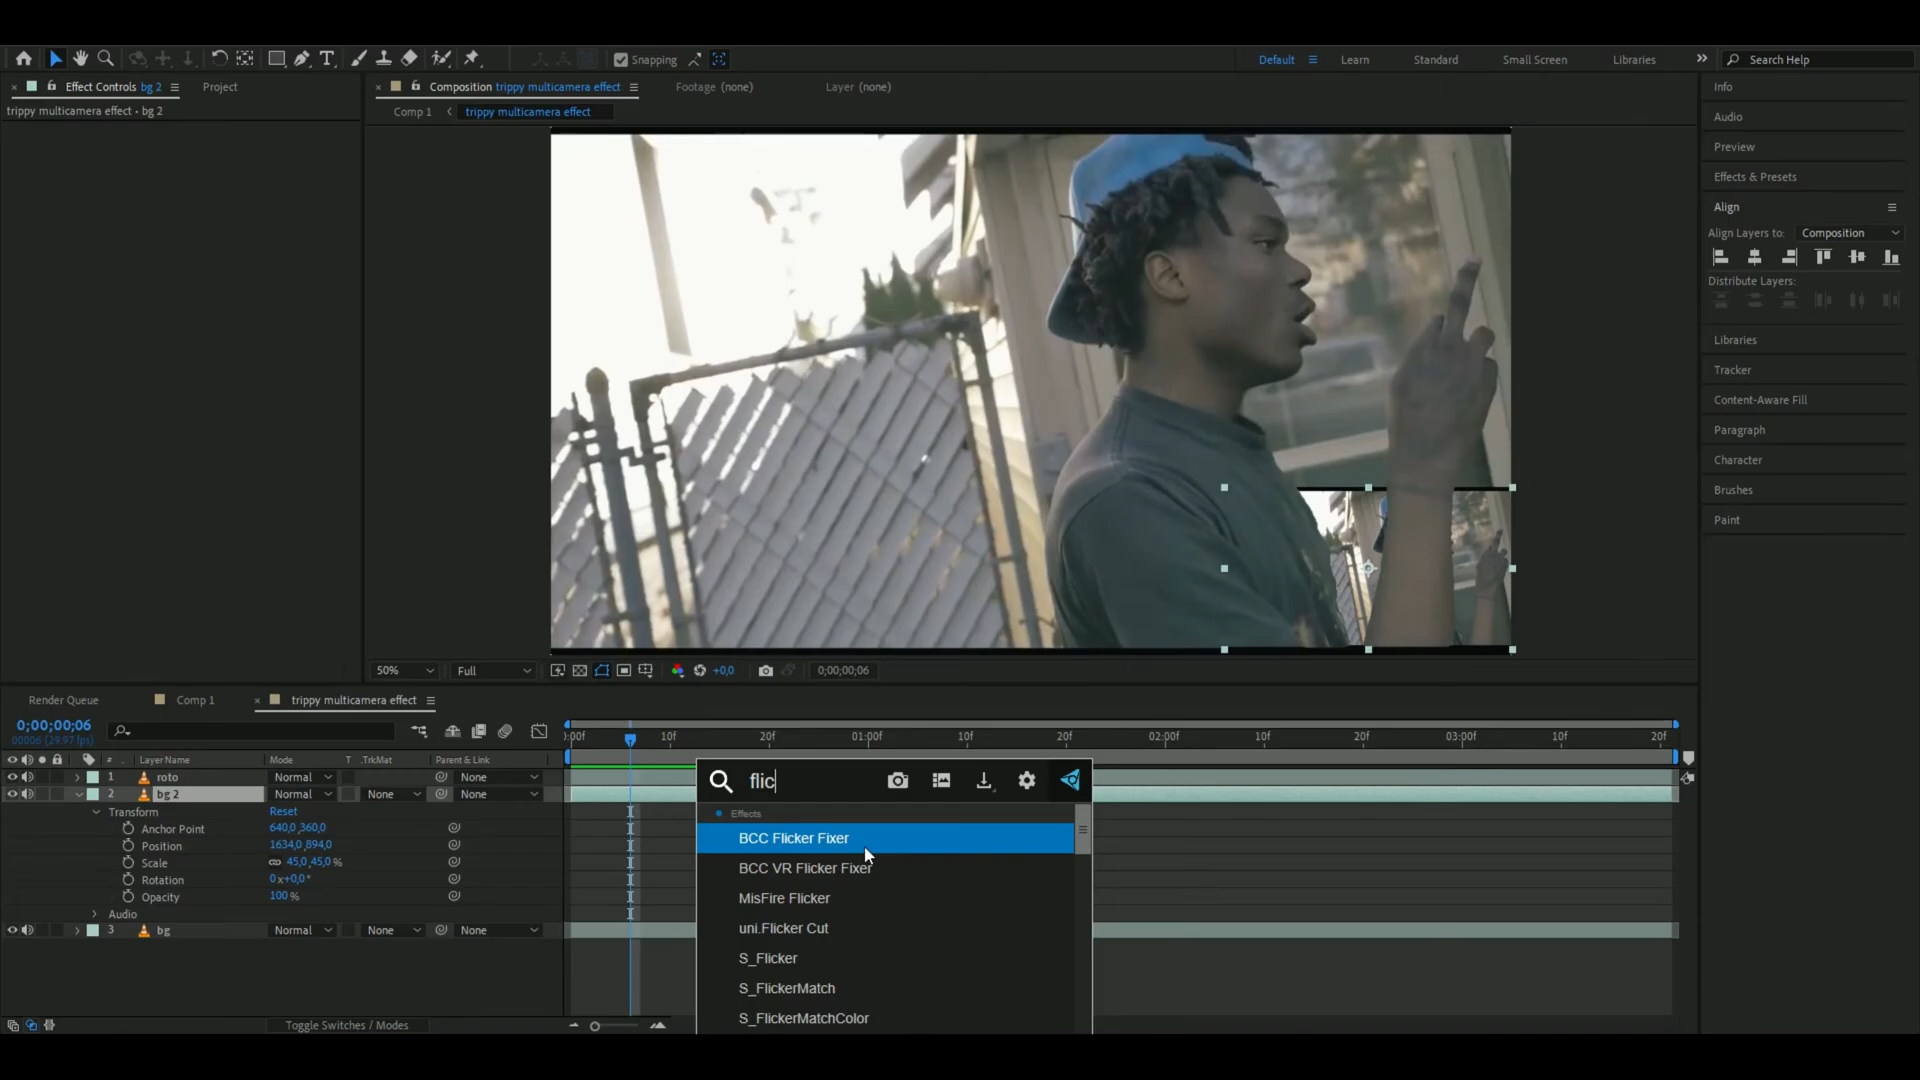 Snapping
Default
Learn
Standard
Small Screen
Libraries
Search Help
Effect Controls bg 2
Project
Composition trippy multicamera effect
Footage (none)
Layer (none)
Info
trippy multicamera effect • bg 2
Comp 1
trippy multicamera effect
Audio
Preview
Effects & Presets
Align
Align Layers to:
Composition
Distribute Layers:
Libraries
Tracker
Content-Aware Fill
Paragraph
Character
Brushes
Paint
50%
Full
+0,0
0;00;00;06
Render Queue
Comp 1
trippy multicamera effect
0;00;00;06
00006 (29.97 fps)
:00f
10f
20f
01:00f
10f
20f
02:00f
10f
20f
03:00f
10f
20f
#
Layer Name
Mode
T
.TrkMat
Parent & Link
1
roto
Normal
None
2
bg 2
Normal
None
None
Transform
Reset
Anchor Point
640,0,360,0
Position
1634,0,894,0
Scale
45,0,45,0 %
Rotation
0x+0,0°
Opacity
100 %
Audio
3
bg
Normal
None
None
Toggle Switches / Modes
flic
Effects
BCC Flicker Fixer
BCC VR Flicker Fixer
MisFire Flicker
uni.Flicker Cut
S_Flicker
S_FlickerMatch
S_FlickerMatchColor